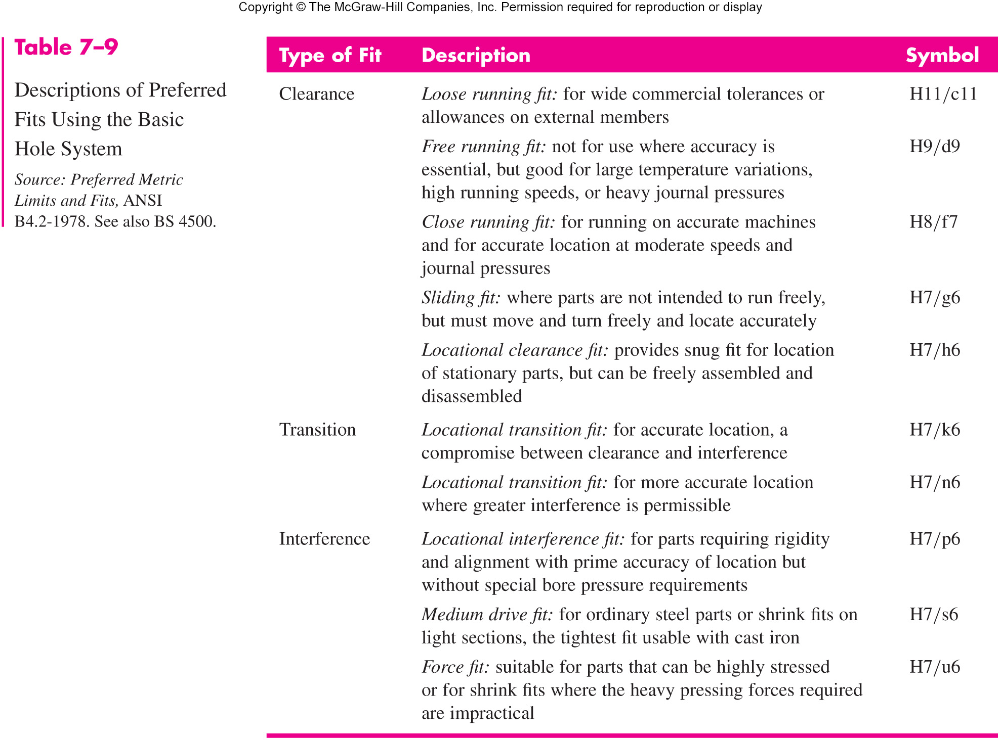 Copyright © The McGraw-Hill Companies, Inc. Permission required for reproduction or display
Table 7–9
Descriptions of Preferred
Fits Using the Basic
Hole System
Source: Preferred Metric
Limits and Fits, ANSI
B4.2-1978. See also BS 4500.
Type of Fit Description Symbol
Clearance Loose running fit: for wide commercial tolerances or H11/c11
allowances on external members
Free running fit: not for use where accuracy is H9/d9
essential, but good for large temperature variations,
high running speeds, or heavy journal pressures
Close running fit: for running on accurate machines H8/f7
and for accurate location at moderate speeds and
journal pressures
Sliding fit: where parts are not intended to run freely, H7/g6
but must move and turn freely and locate accurately
Locational clearance fit: provides snug fit for location H7/h6
of stationary parts, but can be freely assembled and
disassembled
Transition Locational transition fit: for accurate location, a H7/k6
compromise between clearance and interference
Locational transition fit: for more accurate location H7/n6
where greater interference is permissible
Interference Locational interference fit: for parts requiring rigidity H7/p6
and alignment with prime accuracy of location but
without special bore pressure requirements
Medium drive fit: for ordinary steel parts or shrink fits on H7/s6
light sections, the tightest fit usable with cast iron
Force fit: suitable for parts that can be highly stressed H7/u6
or for shrink fits where the heavy pressing forces required
are impractical